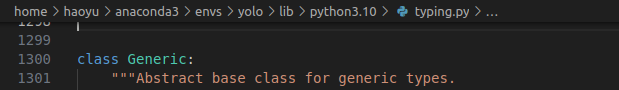 home > haoyu > anaconda3 > envs > yolo > lib > python3.10 > typing.py > ...
1298
1299
1300 class Generic:
1301 """Abstract base class for generic types.